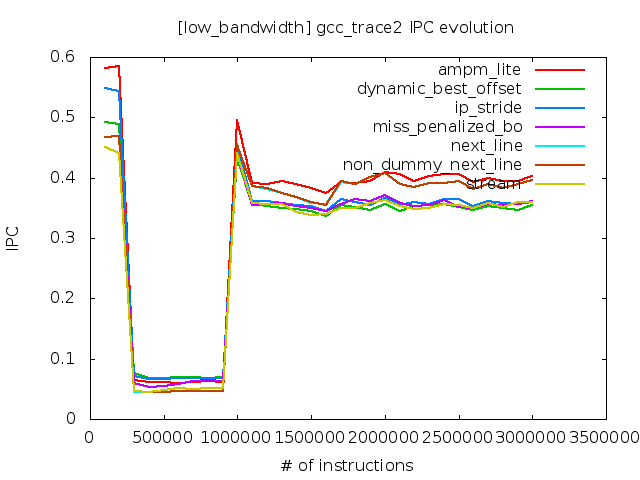 [low_bandwidth] gcc_trace2 IPC evolution
0.6
0.5
0.4
0.3
0.2
0.1
0
IPC
ampm_lite
dynamic_best_offset
ip_stride
miss_penalized_bo
next_line
non_dummy_next_line
stream
0 500000 1000000 1500000 2000000 2500000 3000000 3500000
# of instructions